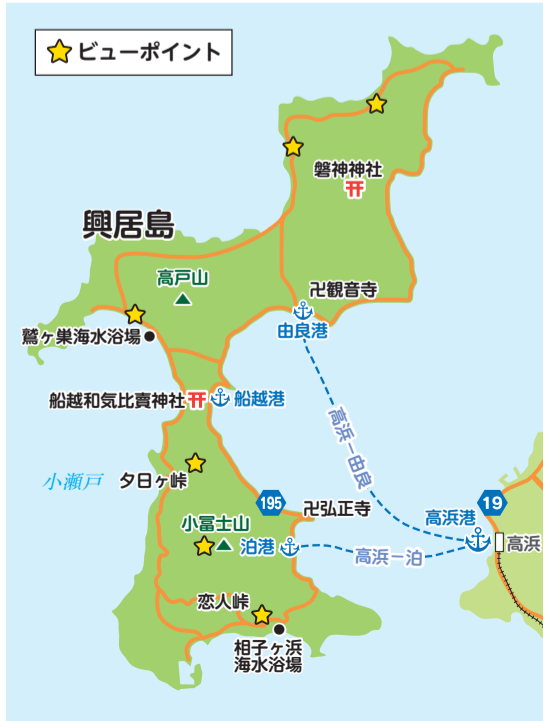 ビューポイント
磐神神社
興居島
高戸山
卍観音寺
由良港
鷲ヶ巣海水浴場
船越和気比賣神社
船越港
高浜ー由良
小瀬戸
夕日ヶ峠
195
卍弘正寺
19
高浜港
小冨士山
泊港
高浜ー泊
高浜
恋人峠
相子ヶ浜
海水浴場